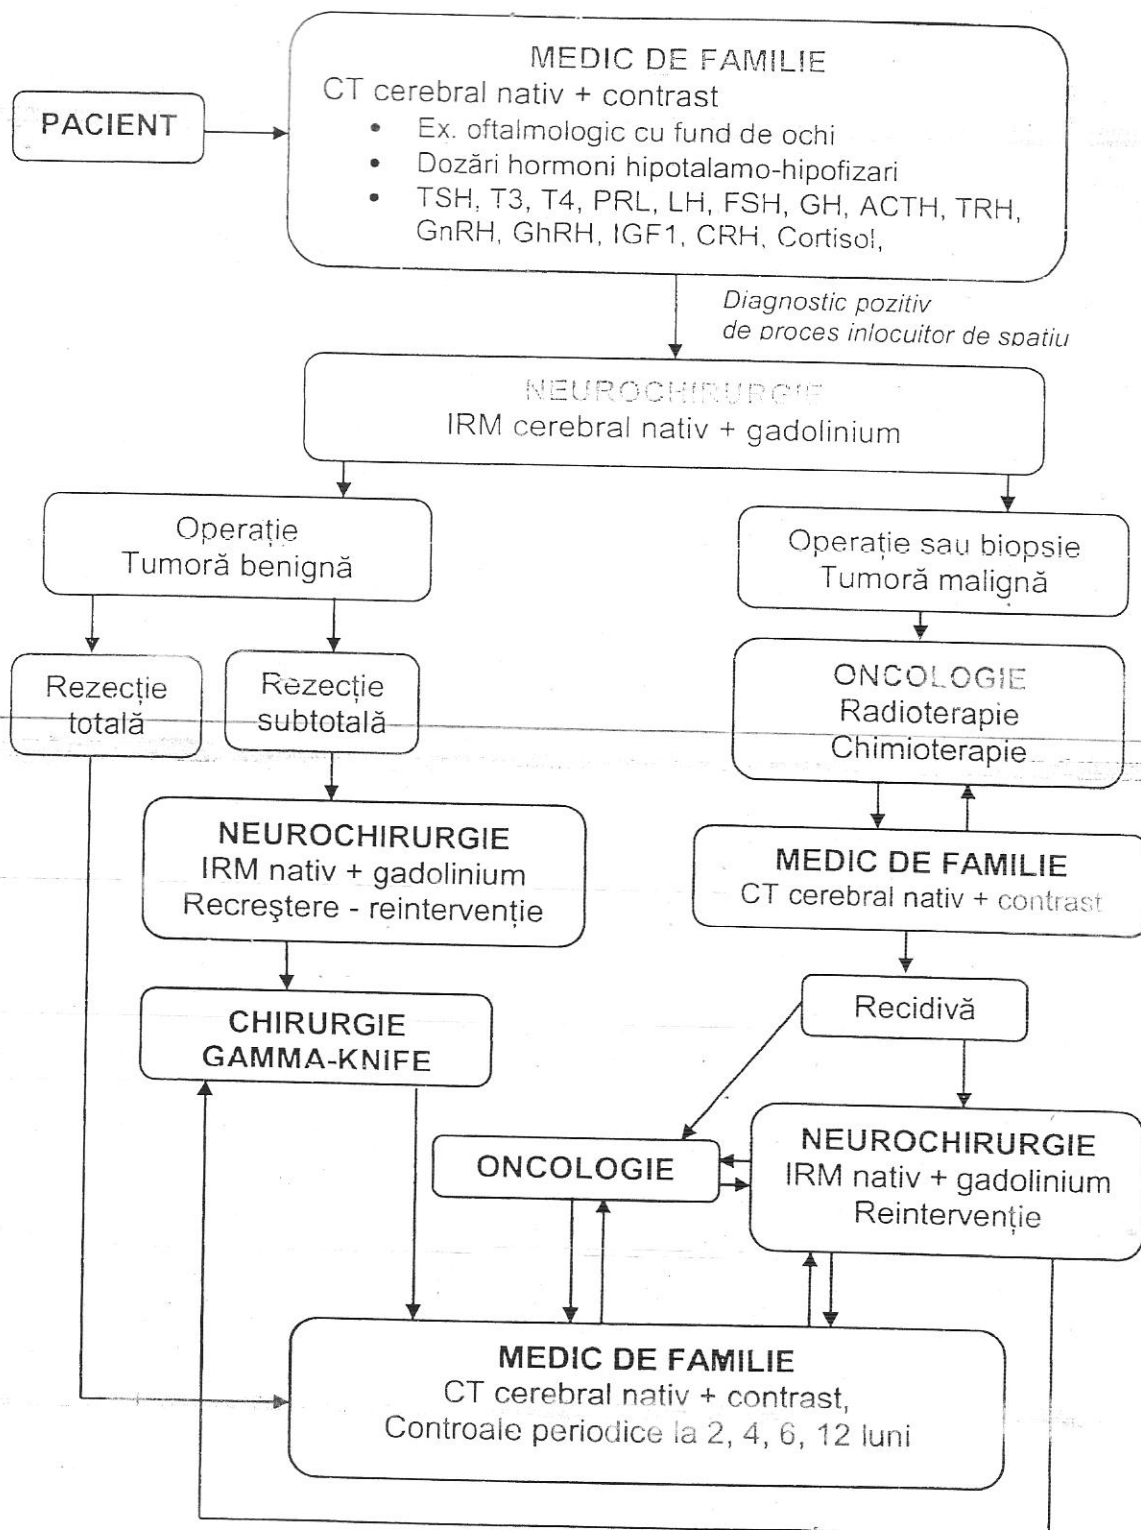 MEDIC DE FAMILIE
CT cerebral nativ + contrast
• Ex. oftalmologic cu fund de ochi
• Dozări hormoni hipotalamo-hipofizari
• TSH, T3, T4, PRL, LH, FSH, GH, ACTH, TRH,
GnRH, GhRH, IGF1, CRH, Cortisol,
PACIENT
Diagnostic pozitiv
de proces inlocuitor de spatiu
NEUROCHIRURGIE
IRM cerebral nativ + gadolinium
Operație
Tumoră benignă
Operație sau biopsie
Tumoră malignă
Rezecție
totală
Rezecție
subtotală
ONCOLOGIE
Radioterapie
Chimioterapie
NEUROCHIRURGIE
IRM nativ + gadolinium
Recreştere - reintervenție
MEDIC DE FAMILIE
CT cerebral nativ + contrast
CHIRURGIE
GAMMA-KNIFE
Recidivă
ONCOLOGIE
NEUROCHIRURGIE
IRM nativ + gadolinium
Reintervenție
MEDIC DE FAMILIE
CT cerebral nativ + contrast,
Controale periodice la 2, 4, 6, 12 luni